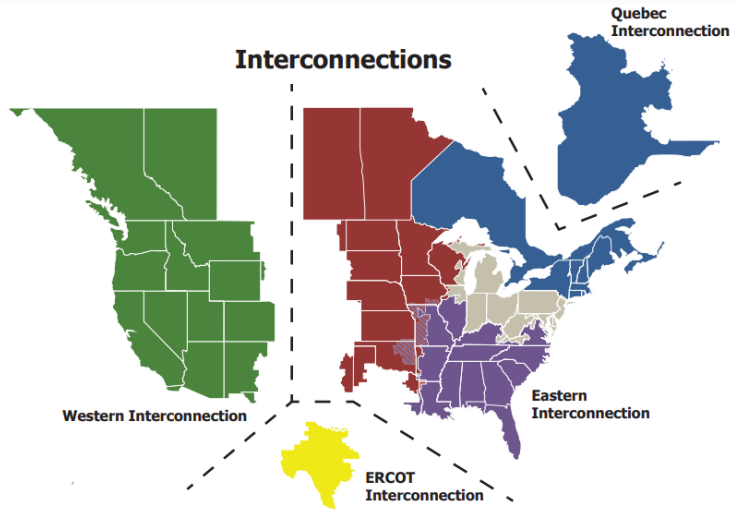 Quebec
Interconnection
Interconnections
Western Interconnection
Eastern
Interconnection
ERCOT
Interconnection